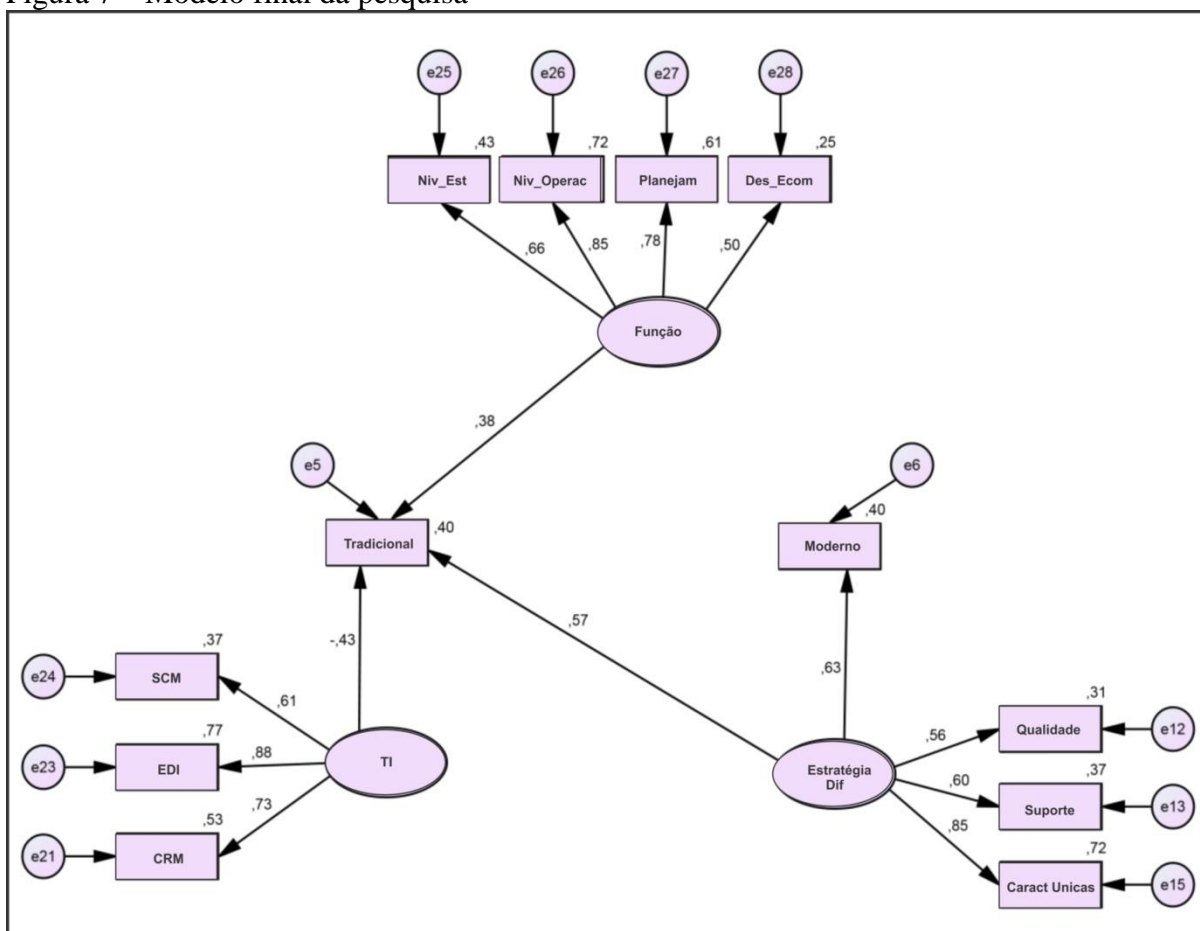 Figura 7 – Modelo final da pesquisa
e25 e26 e27 e28
,43 ,72 ,61 ,25
Niv_Est Niv_Operac Planejam Des_Ecom
,66 ,85 ,78 ,50
Função
,38
e5 e6
,40 ,40
Tradicional Moderno
,57
-,43 ,63
,37
e24 SCM
,61
,77
e23 EDI
,88
,73
TI
,53
e21 CRM
Estratégia
Dif
,31
,56 Qualidade e12
,37
,60 Suporte e13
,85
,72
Caract Unicas e15